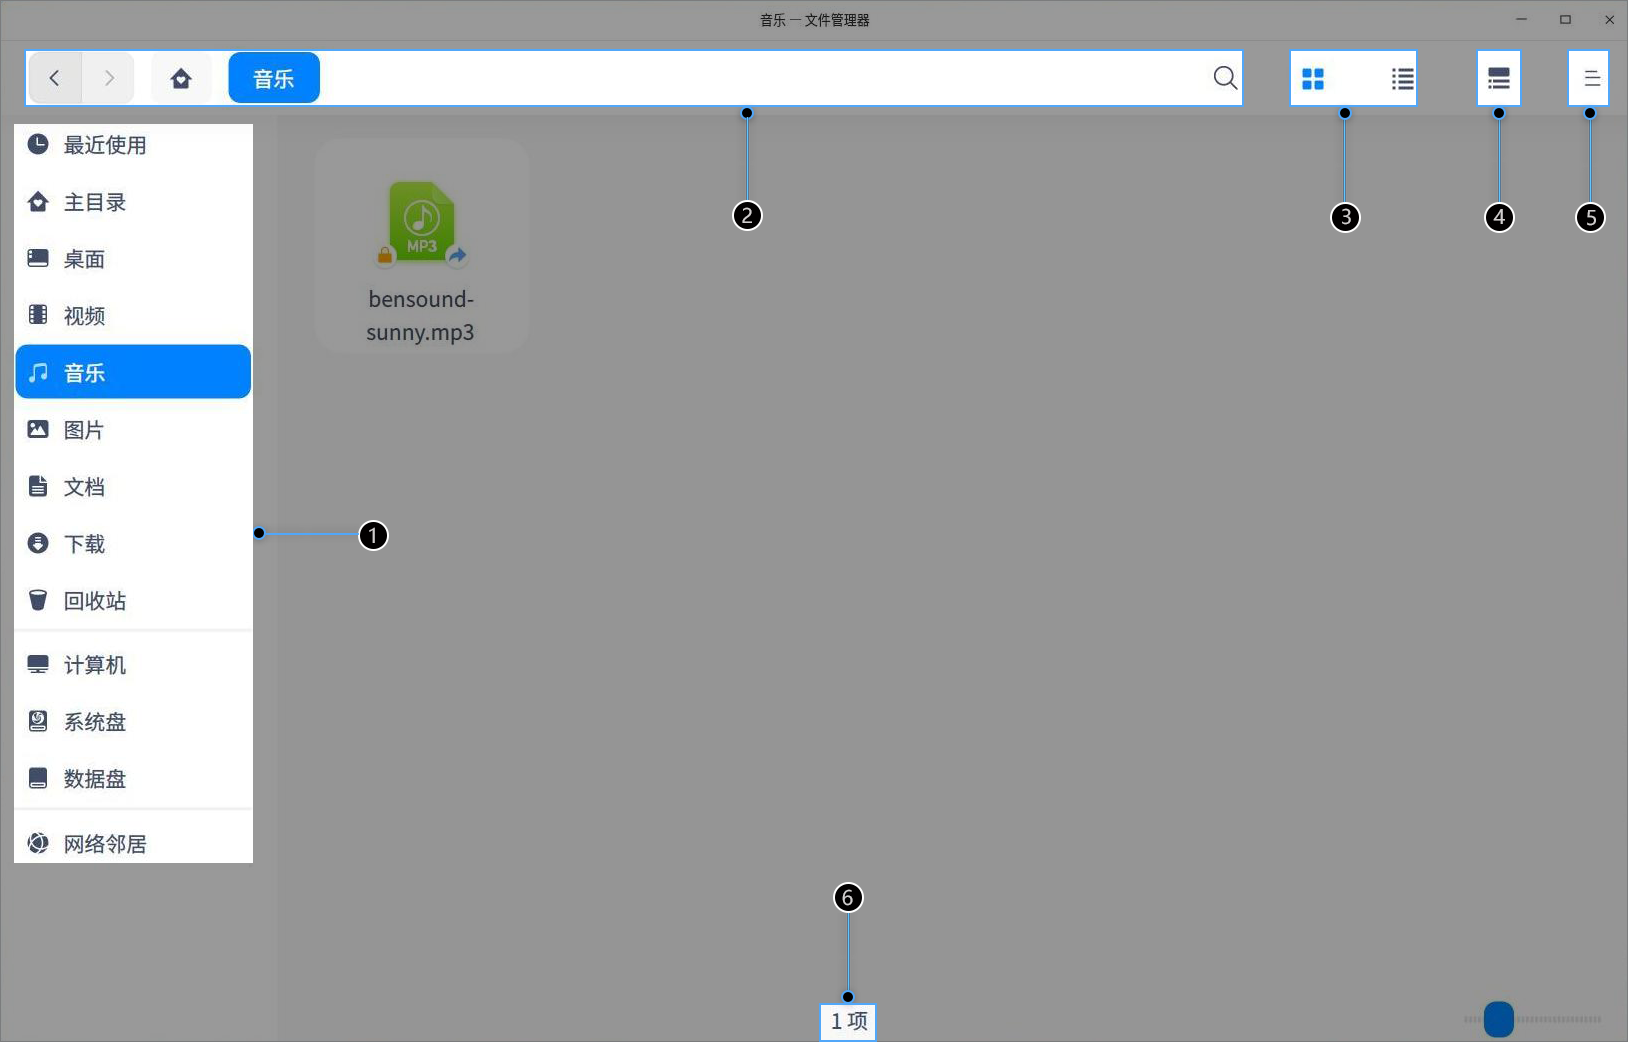 音乐 — 文件管理器
音乐
最近使用
主目录
桌面
视频
音乐
图片
文档
下载
回收站
计算机
系统盘
数据盘
网络邻居
MP3
bensound-
sunny.mp3
1
2
3
4
5
6
1 项